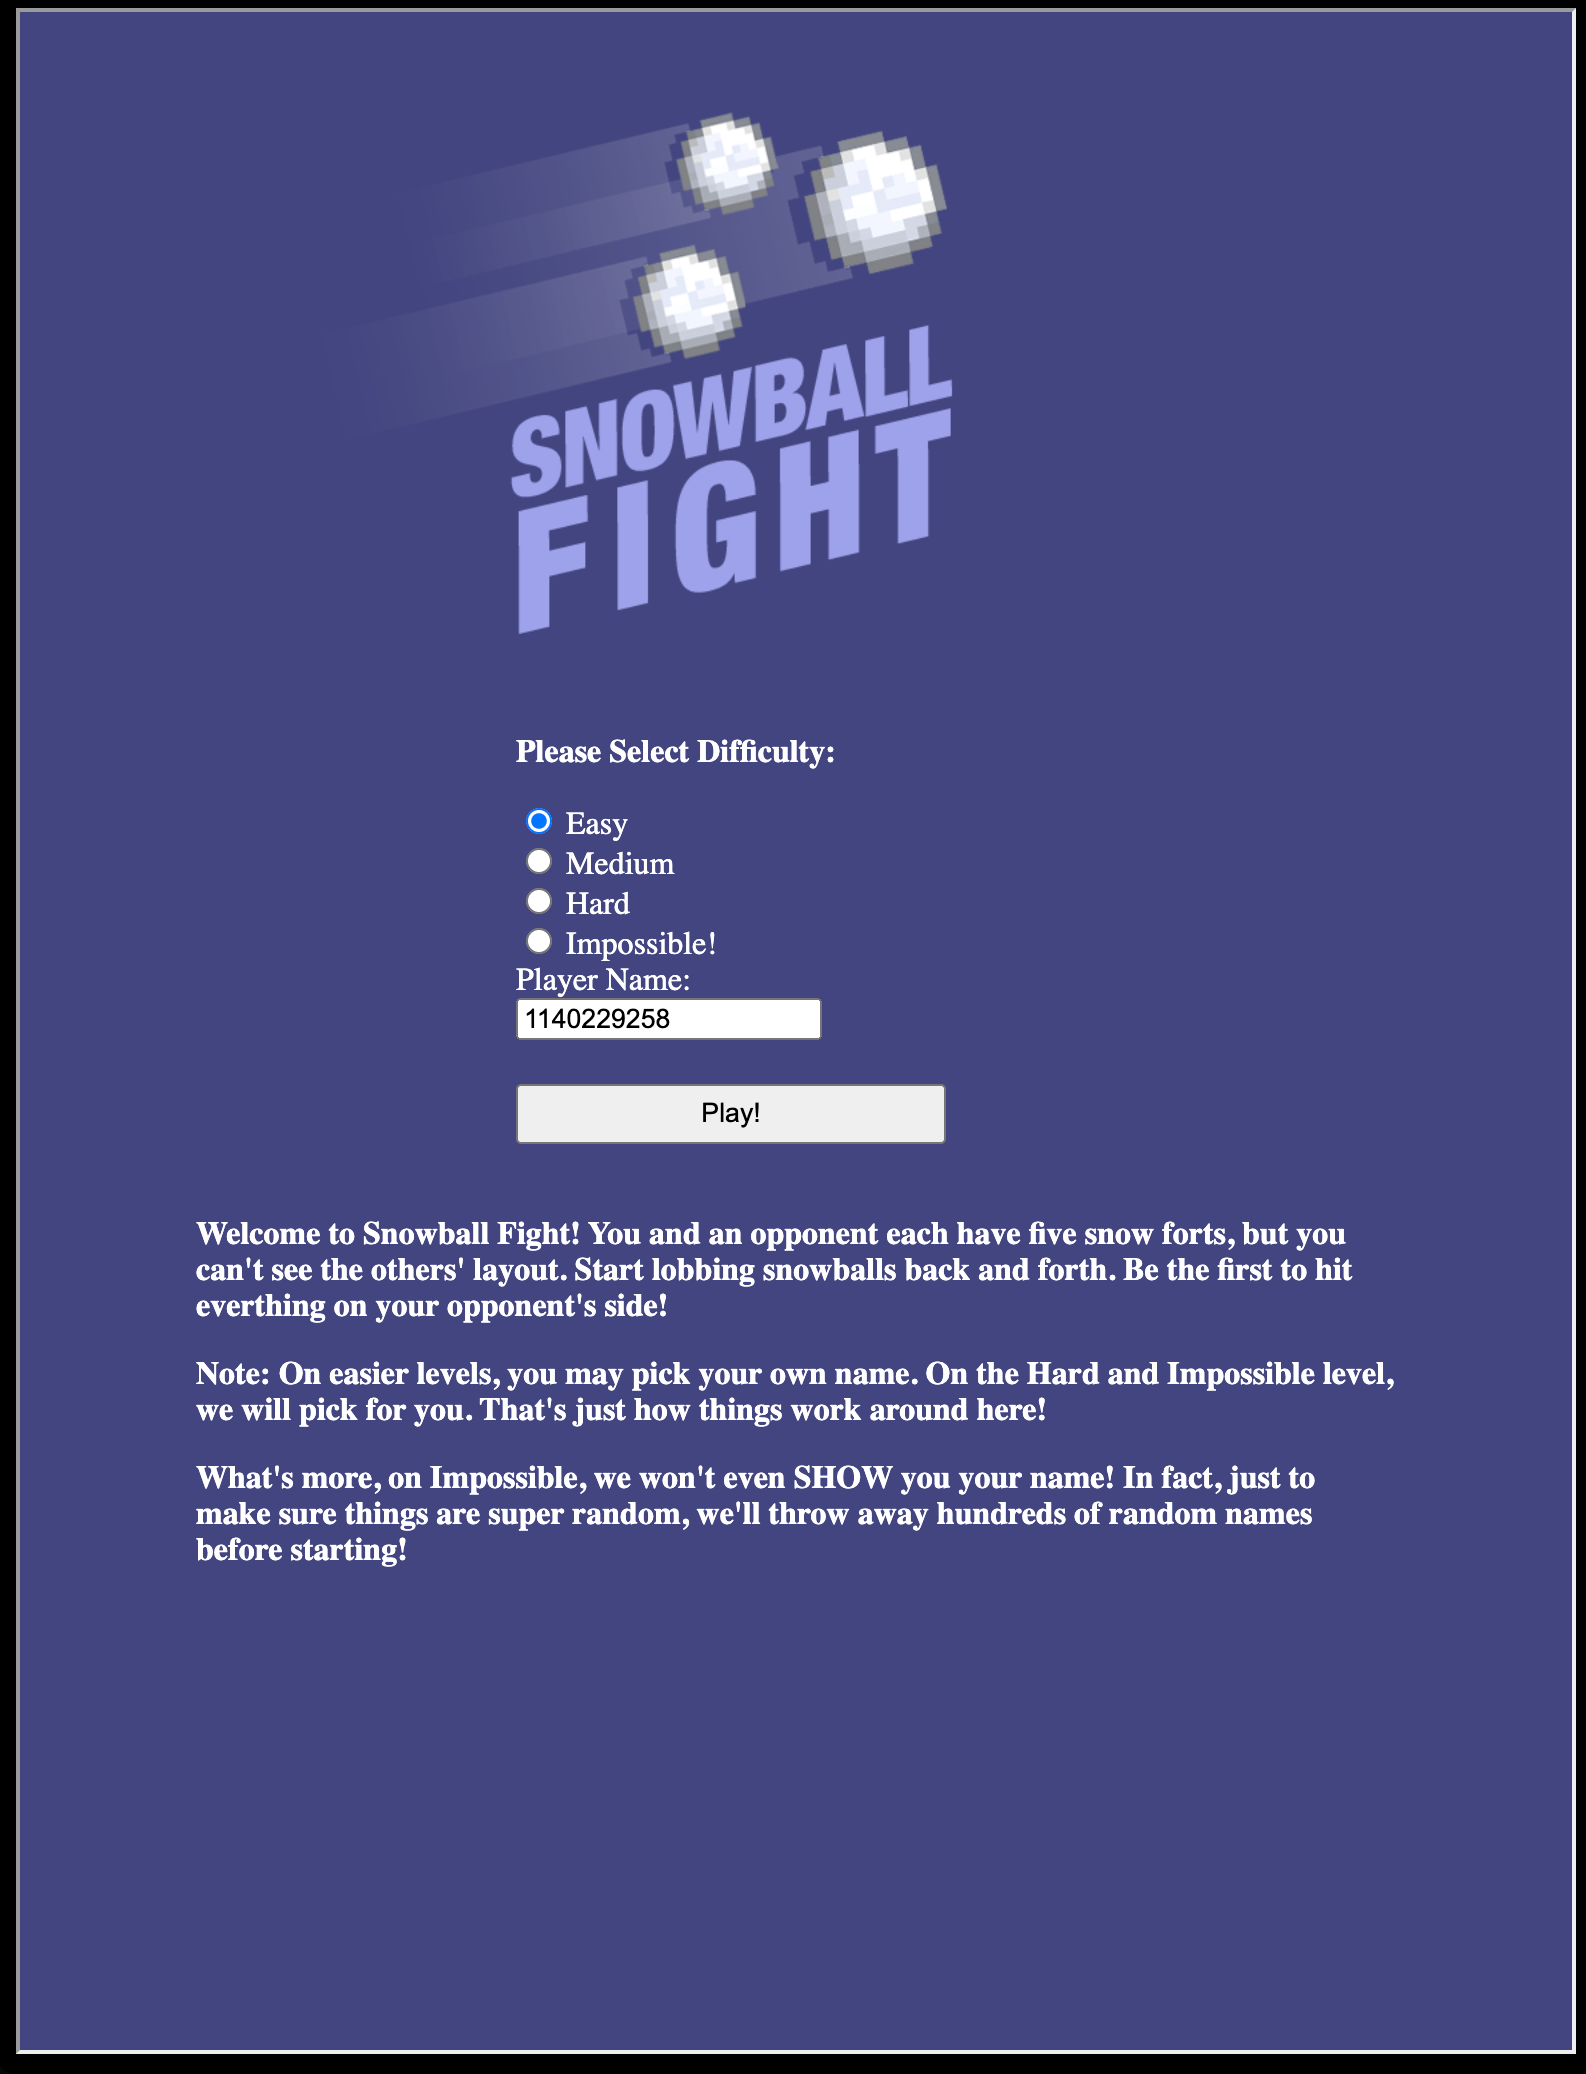 SNOWBALL
FIGHT
Please Select Difficulty:
Easy
Medium
Hard
Impossible!
Player Name:
1140229258
Play!
Welcome to Snowball Fight! You and an opponent each have five snow forts, but you
can't see the others' layout. Start lobbing snowballs back and forth. Be the first to hit
everthing on your opponent's side!
Note: On easier levels, you may pick your own name. On the Hard and Impossible level,
we will pick for you. That's just how things work around here!
What's more, on Impossible, we won't even SHOW you your name! In fact, just to
make sure things are super random, we'll throw away hundreds of random names
before starting!